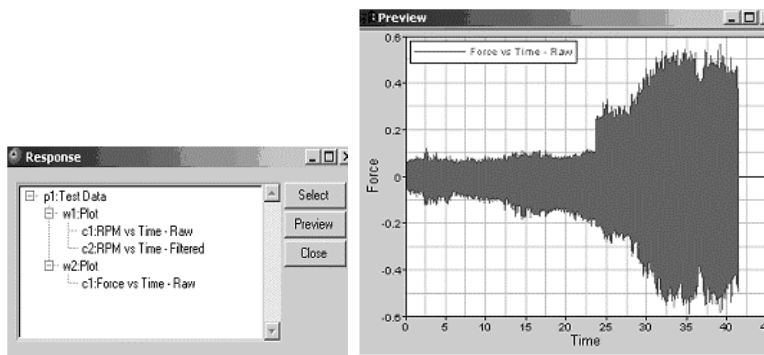 Response
p1:Test Data
w1:Plot
c1:RPM vs Time - Raw
c2:RPM vs Time - Filtered
w2:Plot
c1:Force vs Time - Raw
Select
Preview
Close
Preview
Force vs Time - Raw
Force
0.6
0.4
0.2
0
-0.2
-0.4
-0.6
0 5 10 15 20 25 30 35 40
Time